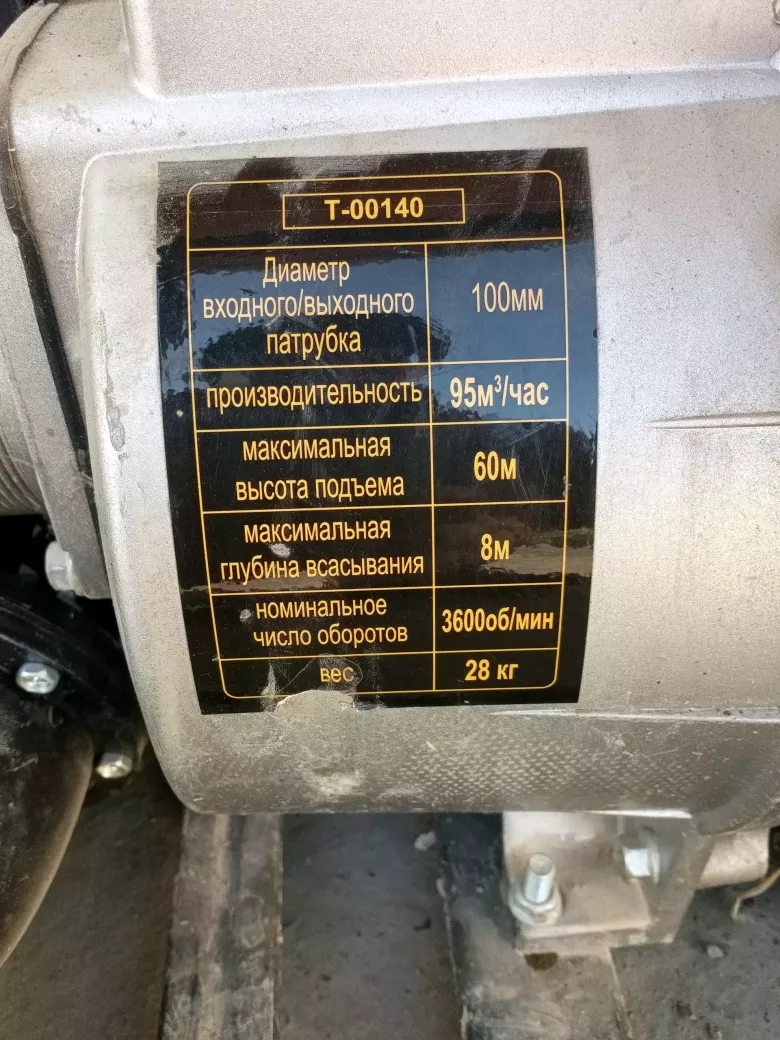 Т-00140
Диаметр
входного/выходного
патрубка
100мм
производительность
95м³/час
максимальная
высота подъема
60м
максимальная
глубина всасывания
8м
номинальное
число оборотов
3600об/мин
вес
28 кг